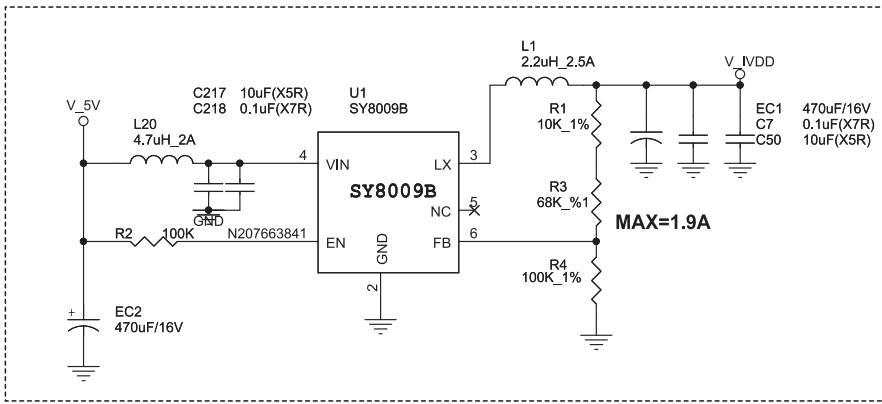 L1
2.2uH_2.5A
V_IVDD
C217 10uF(X5R)
C218 0.1uF(X7R)
U1
SY8009B
V_5V
L20
4.7uH_2A
R1
10K_1%
EC1 470uF/16V
C7 0.1uF(X7R)
C50 10uF(X5R)
4
VIN
LX
3
SY8009B
NC
5
R3
68K_%1
GND
MAX=1.9A
R2 100K
N207663841
EN
GND
FB
6
R4
100K_1%
2
+
EC2
470uF/16V